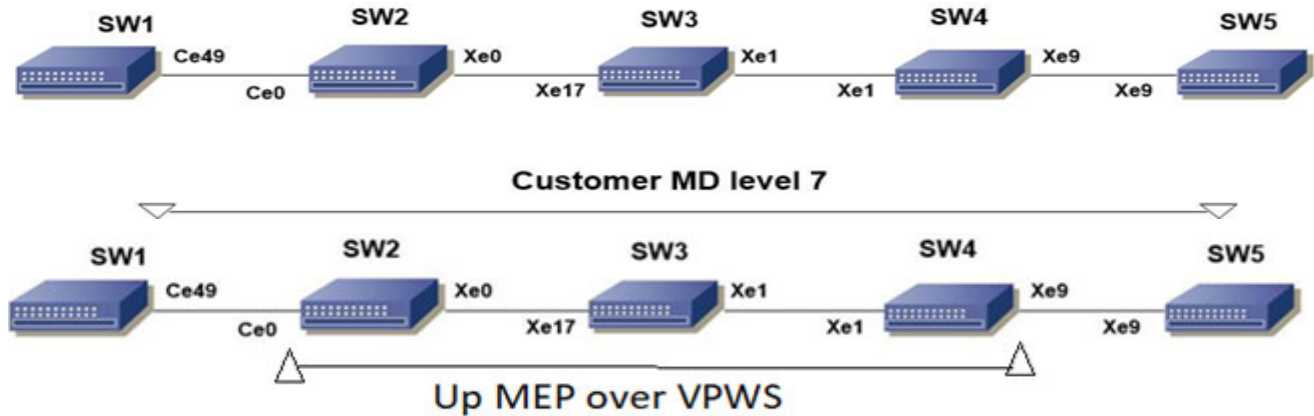 SW1 SW2 SW3 SW4 SW5
Ce49 Xe0 Xe1 Xe9
Ce0 Xe17 Xe1 Xe9
Customer MD level 7
SW1 SW2 SW3 SW4 SW5
Ce49 Xe0 Xe1 Xe9
Ce0 Xe17 Xe1 Xe9
Up MEP over VPWS